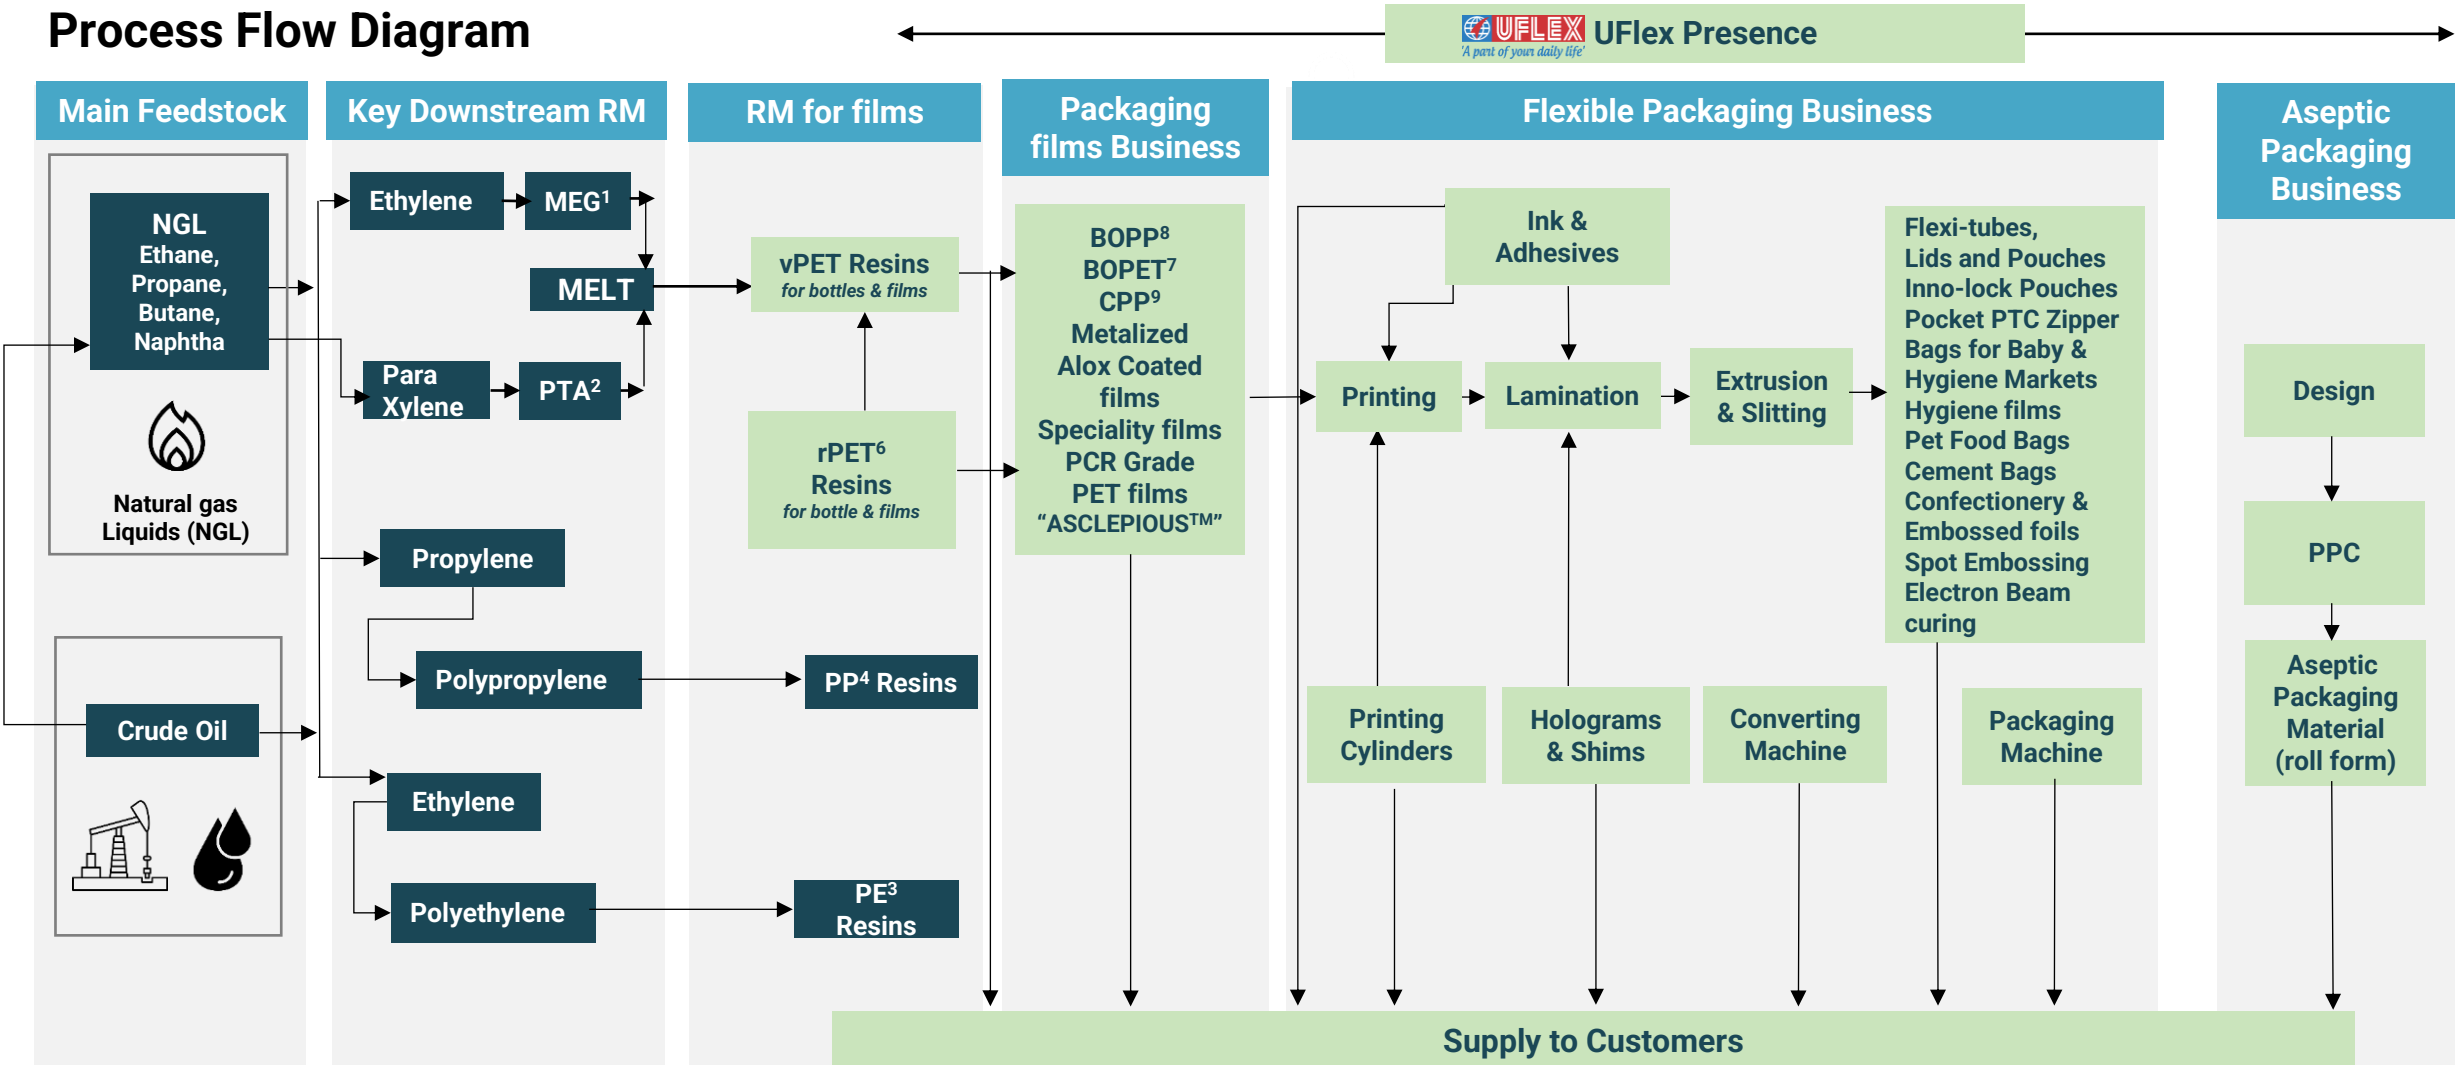 Process Flow Diagram
UFLEX
'A part of your daily life'
UFlex Presence
Main Feedstock
Key Downstream RM
RM for films
Packaging
films Business
Flexible Packaging Business
Aseptic
Packaging
Business
NGL
Ethane,
Propane,
Butane,
Naphtha
Natural gas
Liquids (NGL)
Crude Oil
Ethylene
MEG¹
MELT
Para
Xylene
PTA²
Propylene
Polypropylene
Ethylene
Polyethylene
vPET Resins
for bottles & films
rPET⁶
Resins
for bottle & films
PP⁴ Resins
PE³
Resins
BOPP⁸
BOPET⁷
CPP⁹
Metalized
Alox Coated
films
Speciality films
PCR Grade
PET films
“ASCLEPIOUS™”
Ink &
Adhesives
Printing
Lamination
Extrusion
& Slitting
Flexi-tubes,
Lids and Pouches
Inno-lock Pouches
Pocket PTC Zipper
Bags for Baby &
Hygiene Markets
Hygiene films
Pet Food Bags
Cement Bags
Confectionery &
Embossed foils
Spot Embossing
Electron Beam
curing
Printing
Cylinders
Holograms
& Shims
Converting
Machine
Packaging
Machine
Design
PPC
Aseptic
Packaging
Material
(roll form)
Supply to Customers